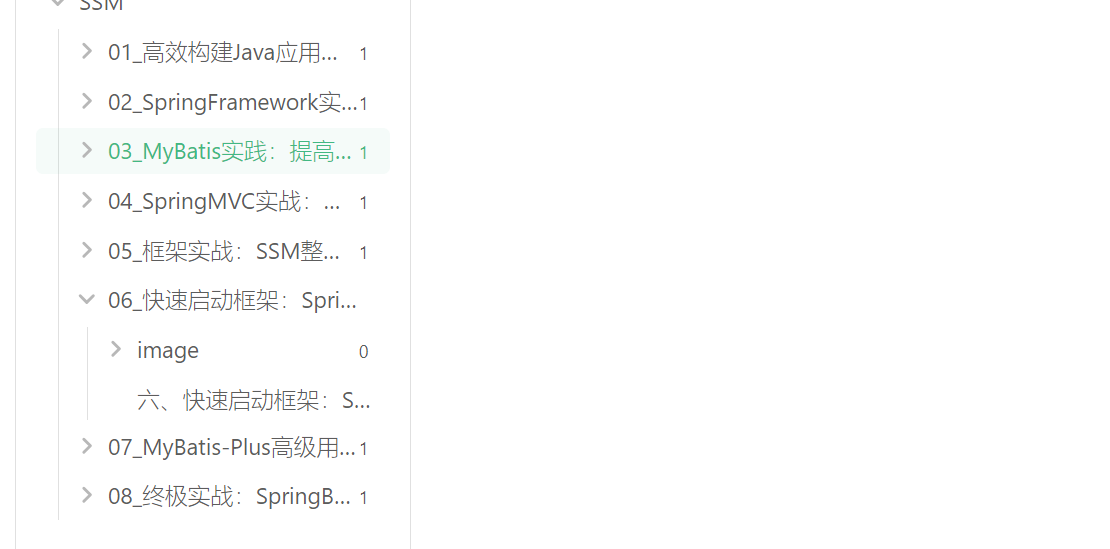 SSM
01_高效构建Java应用... 1
02_SpringFramework实...1
03_MyBatis实践：提高... 1
04_SpringMVC实战：... 1
05_框架实战：SSM整... 1
06_快速启动框架：Spri...
image 0
六、快速启动框架：S...
07_MyBatis-Plus高级用...1
08_终极实战：SpringB... 1